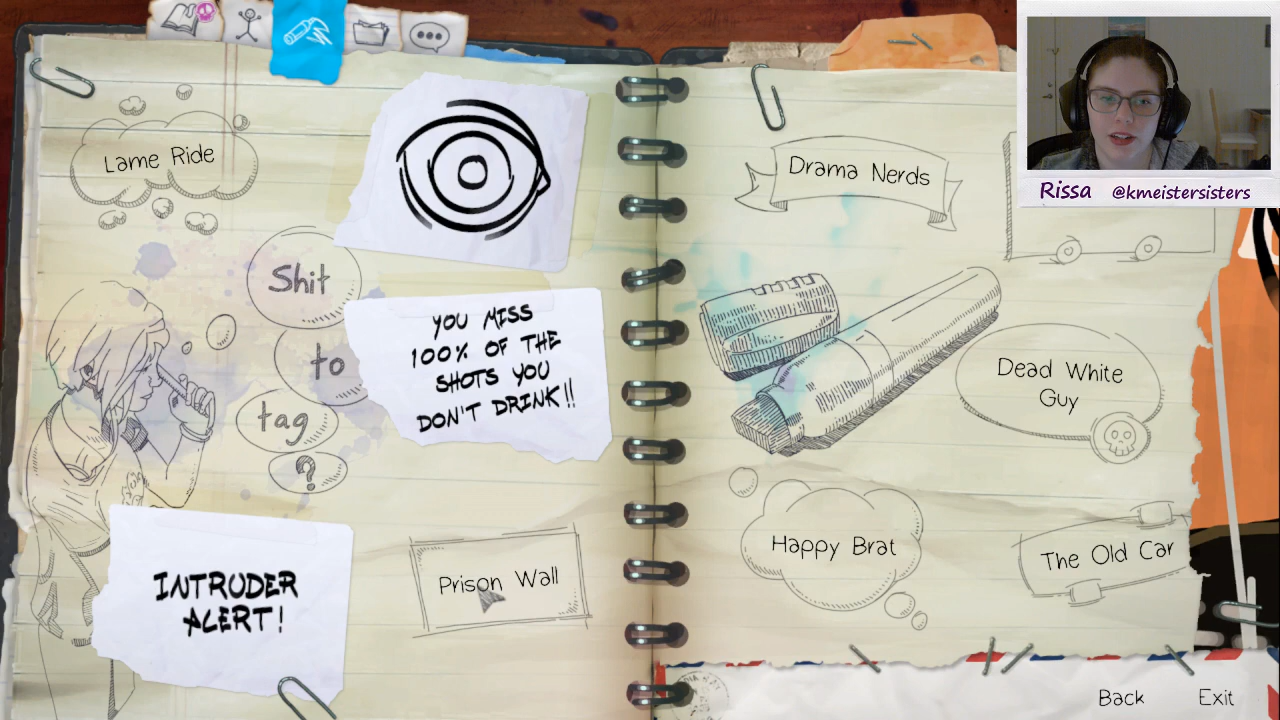 Lame Ride
Shit
to
tag
?
YOU MISS
100% OF THE
SHOTS YOU
DON'T DRINK!!
INTRUDER
ALERT!
Prison Wall
Drama Nerds
Dead White
Guy
Happy Brat
The Old Car
Back
Exit
Rissa @kmeistersisters